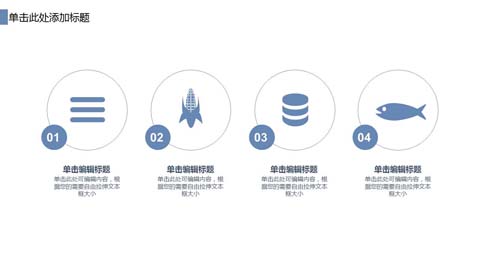 单击此处添加标题
01
02
03
04
单击编辑标题
单击此处可编辑内容，根
据您的需要自由拉伸文本
框大小
单击编辑标题
单击此处可编辑内容，根
据您的需要自由拉伸文本
框大小
单击编辑标题
单击此处可编辑内容，根
据您的需要自由拉伸文本
框大小
单击编辑标题
单击此处可编辑内容，根
据您的需要自由拉伸文本
框大小